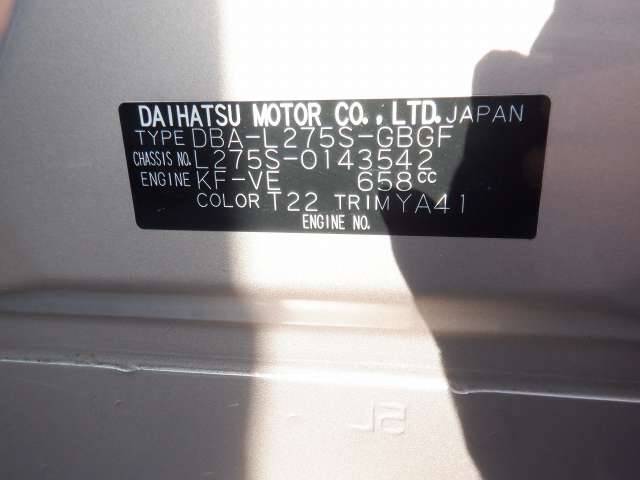 DAIHATSU MOTOR CO., LTD. JAPAN
TYPE DBA-L275S-GBGF
CHASSIS NO. L275S-0143542
ENGINE KF-VE 658cc
COLOR T22 TRIM YA41
ENGINE NO.